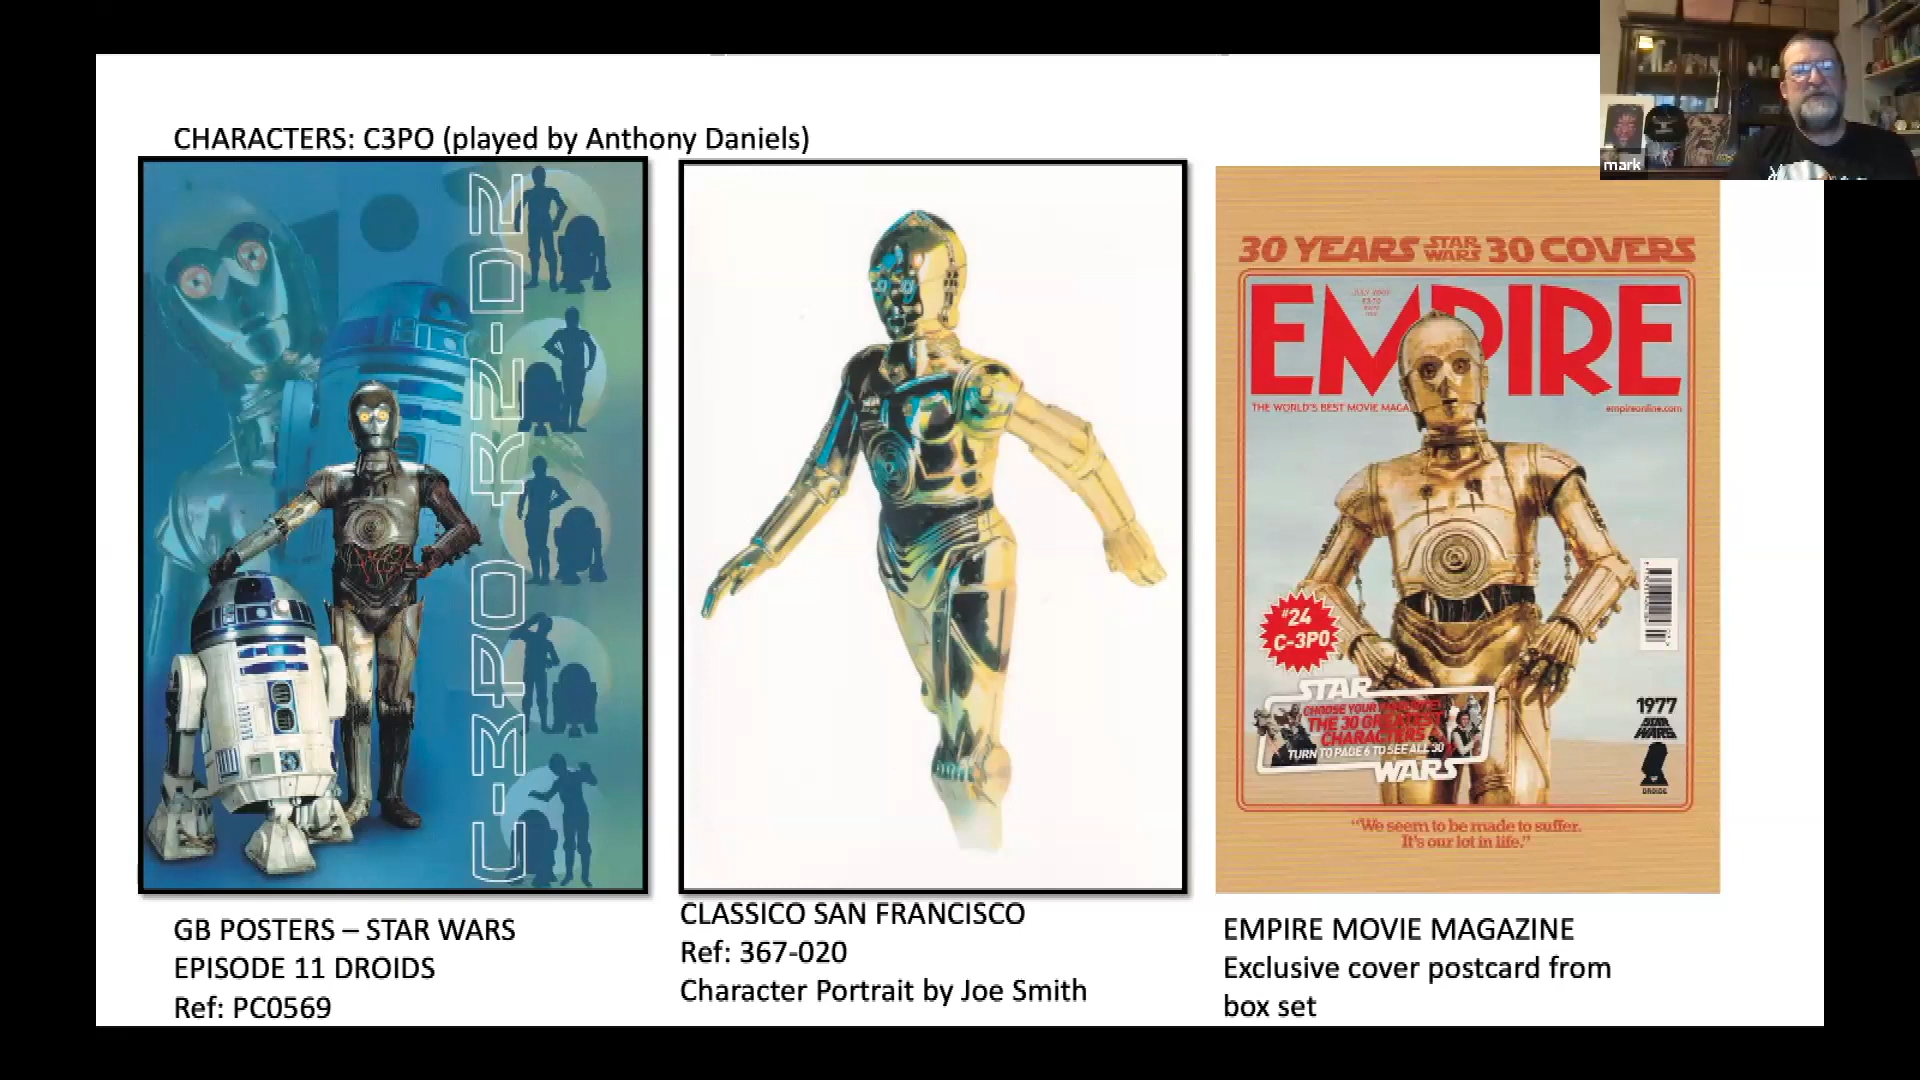 CHARACTERS: C3PO (played by Anthony Daniels)
mark
C-3PO R2-D2
30 YEARS STAR WARS 30 COVERS
EMPIRE
THE WORLD'S BEST MOVIE MAGA
empireonline.com
#24
C-3PO
STAR
CHOOSE YOUR
THE 30 GREATEST
CHARACTERS
TURN TO PAGE 6 TO SEE ALL 30
WARS
1977
STAR
WARS
DROIDS
"We seem to be made to suffer.
It's our lot in life."
GB POSTERS – STAR WARS
EPISODE 11 DROIDS
Ref: PC0569
CLASSICO SAN FRANCISCO
Ref: 367-020
Character Portrait by Joe Smith
EMPIRE MOVIE MAGAZINE
Exclusive cover postcard from
box set